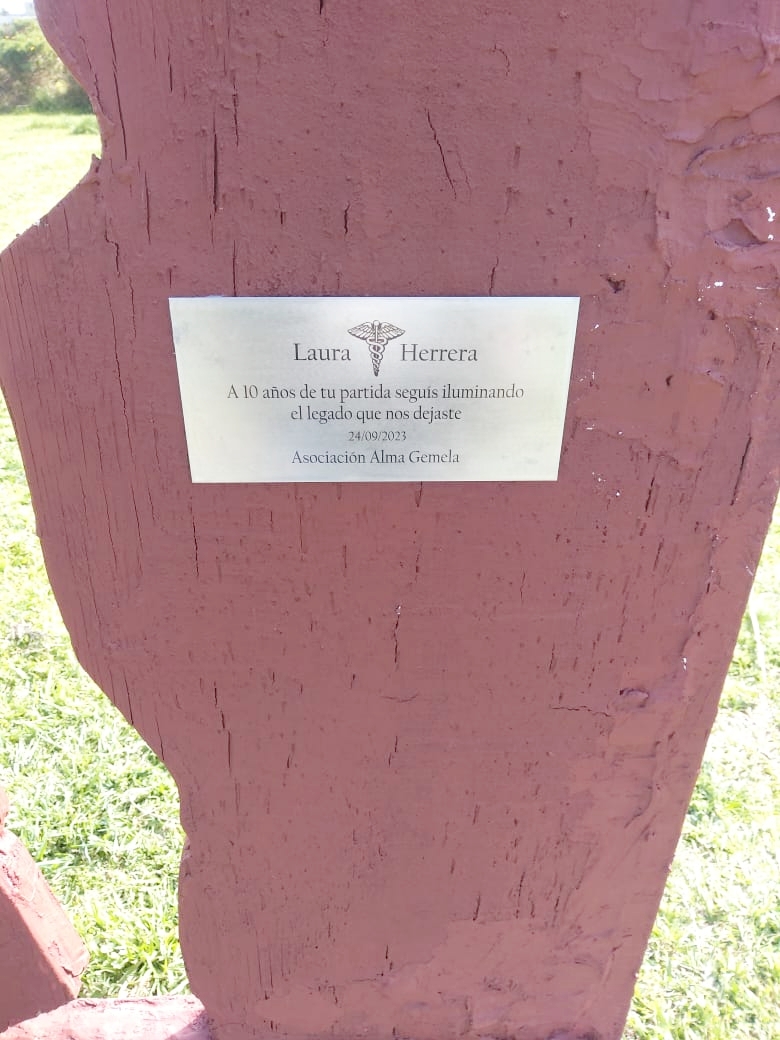 Laura Herrera
A 10 años de tu partida seguís iluminando
el legado que nos dejaste
24/09/2023
Asociación Alma Gemela